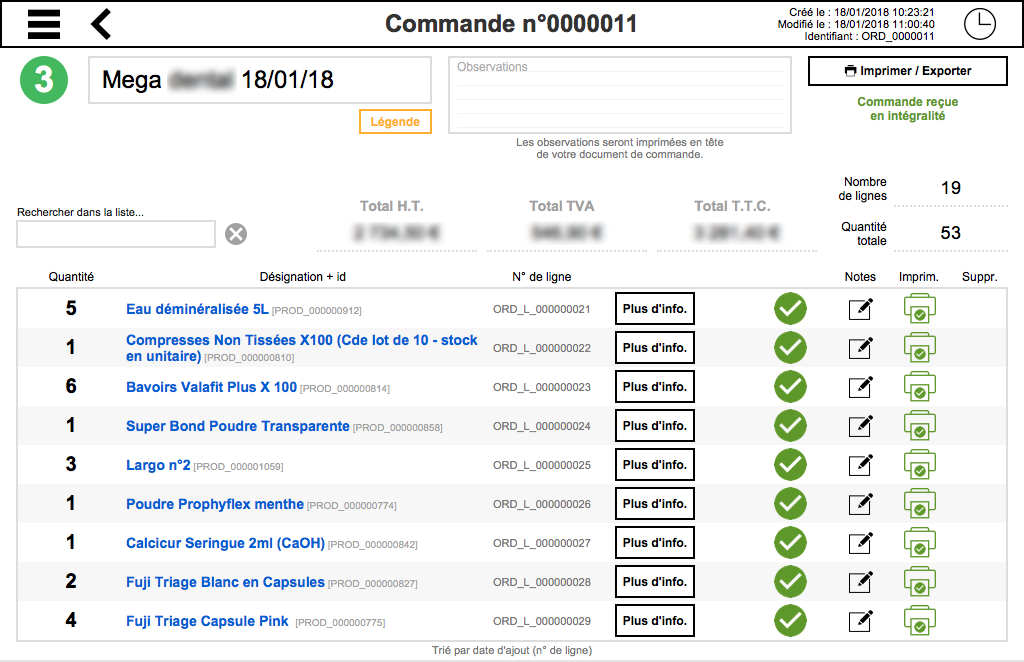 Commande n°0000011
Créé le : 18/01/2018 10:23:21
Modifié le : 18/01/2018 11:00:40
Identifiant : ORD_0000011
3
Mega 18/01/18
Légende
Observations
Les observations seront imprimées en tête
de votre document de commande.
Imprimer / Exporter
Commande reçue
en intégralité
Rechercher dans la liste...
Total H.T.
Total TVA
Total T.T.C.
Nombre
de lignes
19
Quantité
totale
53
Quantité Désignation + id N° de ligne Notes Imprim. Suppr.
5 Eau déminéralisée 5L [PROD_000000912] ORD_L_000000021 Plus d'info.
1 Compresses Non Tissées X100 (Cde lot de 10 - stock
en unitaire) [PROD_000000810] ORD_L_000000022 Plus d'info.
6 Bavoirs Valafit Plus X 100 [PROD_000000814] ORD_L_000000023 Plus d'info.
1 Super Bond Poudre Transparente [PROD_000000858] ORD_L_000000024 Plus d'info.
3 Largo n°2 [PROD_000001059] ORD_L_000000025 Plus d'info.
1 Poudre Prophyflex menthe [PROD_000000774] ORD_L_000000026 Plus d'info.
1 Calcicur Seringue 2ml (CaOH) [PROD_000000842] ORD_L_000000027 Plus d'info.
2 Fuji Triage Blanc en Capsules [PROD_000000827] ORD_L_000000028 Plus d'info.
4 Fuji Triage Capsule Pink [PROD_000000775] ORD_L_000000029 Plus d'info.
Trié par date d'ajout (n° de ligne)